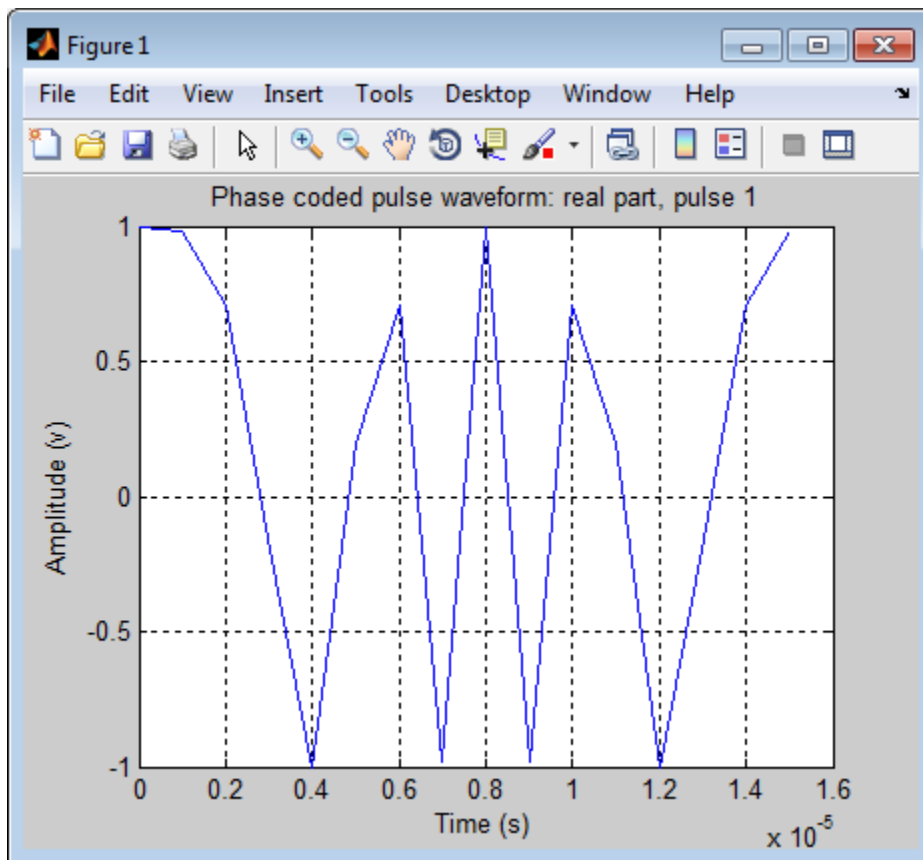 Figure 1
File Edit View Insert Tools Desktop Window Help
Phase coded pulse waveform: real part, pulse 1
1
0.5
0
-0.5
-1
Amplitude (v)
0 0.2 0.4 0.6 0.8 1 1.2 1.4 1.6
Time (s)
x 10⁻⁵